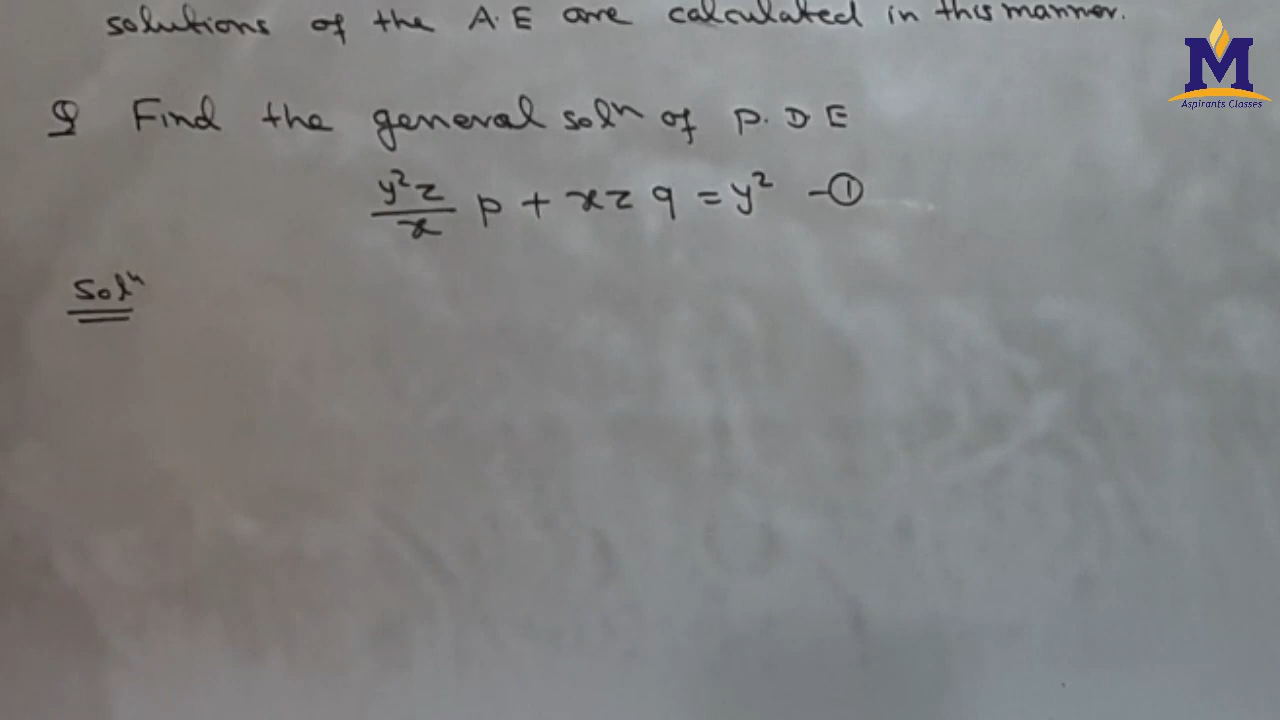 solutions of the A.E are calculated in this manner.
M
Aspirants Classes
Q Find the general solⁿ of P.D E
y²z/x p + xz q = y² -①
Solⁿ